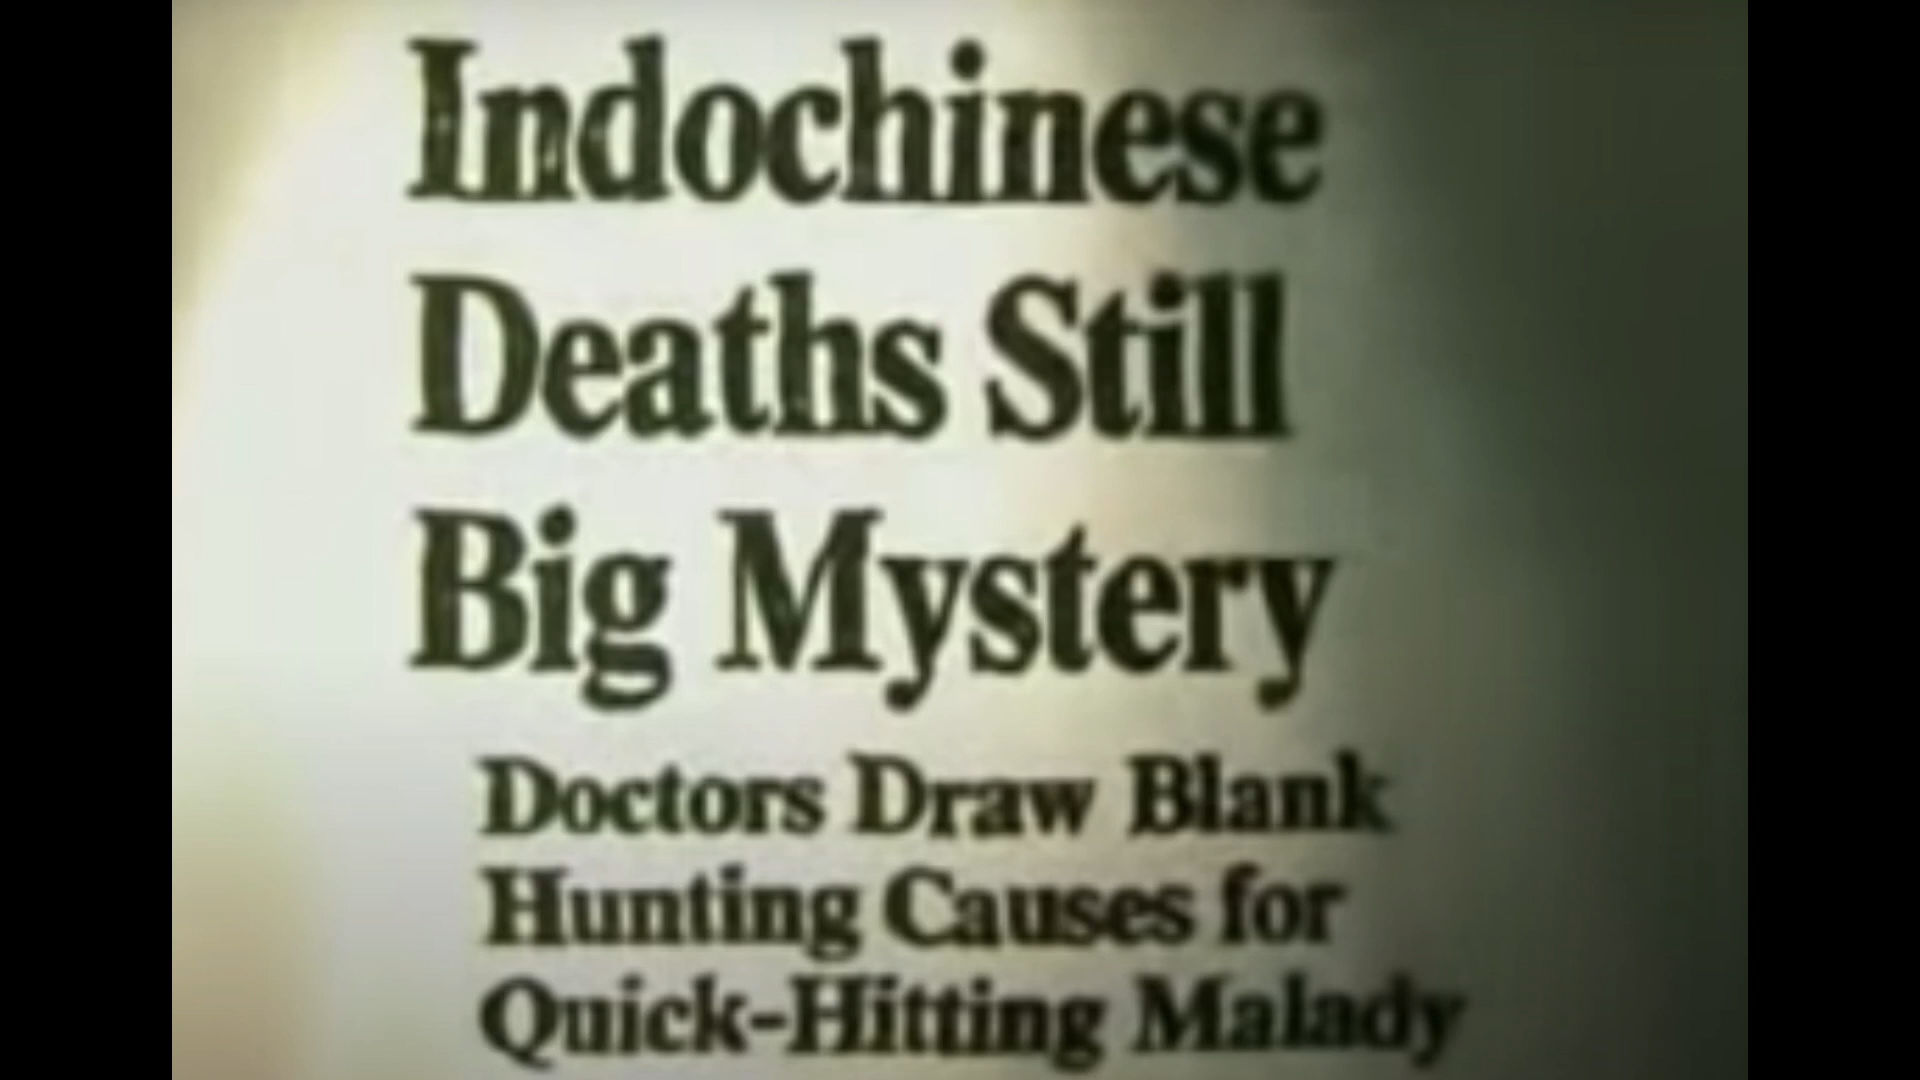 Indochinese
Deaths Still
Big Mystery
Doctors Draw Blank
Hunting Causes for
Quick-Hitting Malady